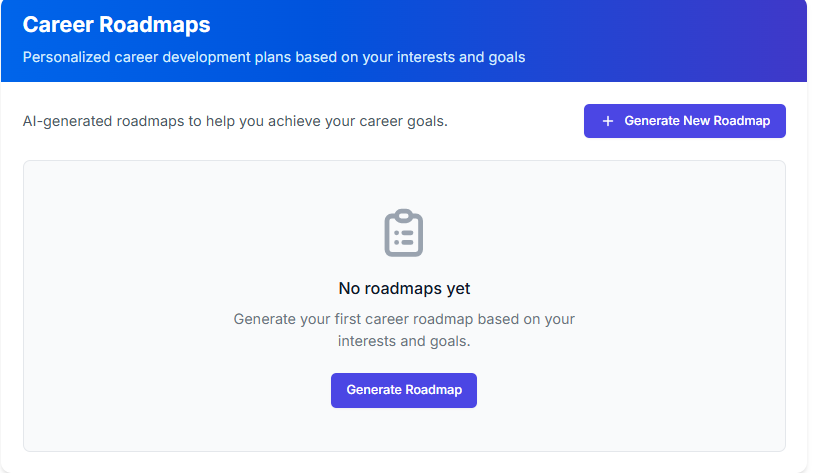 Career Roadmaps
Personalized career development plans based on your interests and goals
AI-generated roadmaps to help you achieve your career goals.
+ Generate New Roadmap
No roadmaps yet
Generate your first career roadmap based on your
interests and goals.
Generate Roadmap